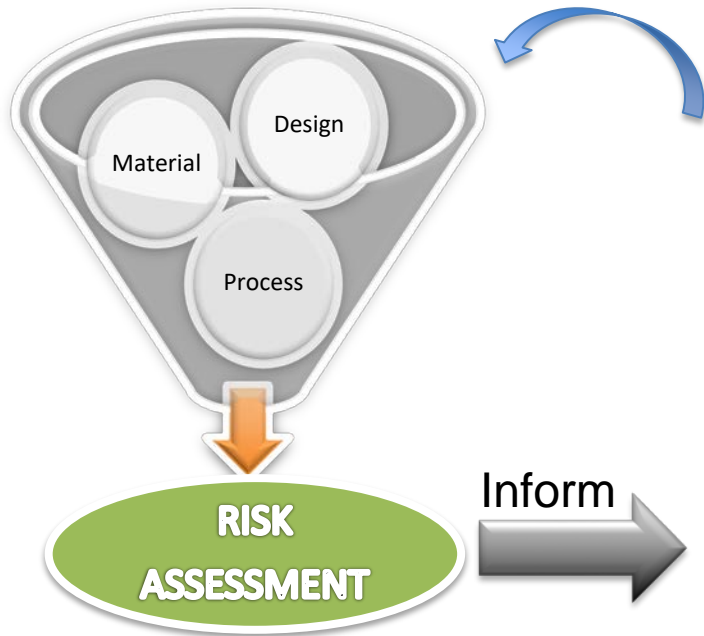 Design
Material
Process
RISK
ASSESSMENT
Inform